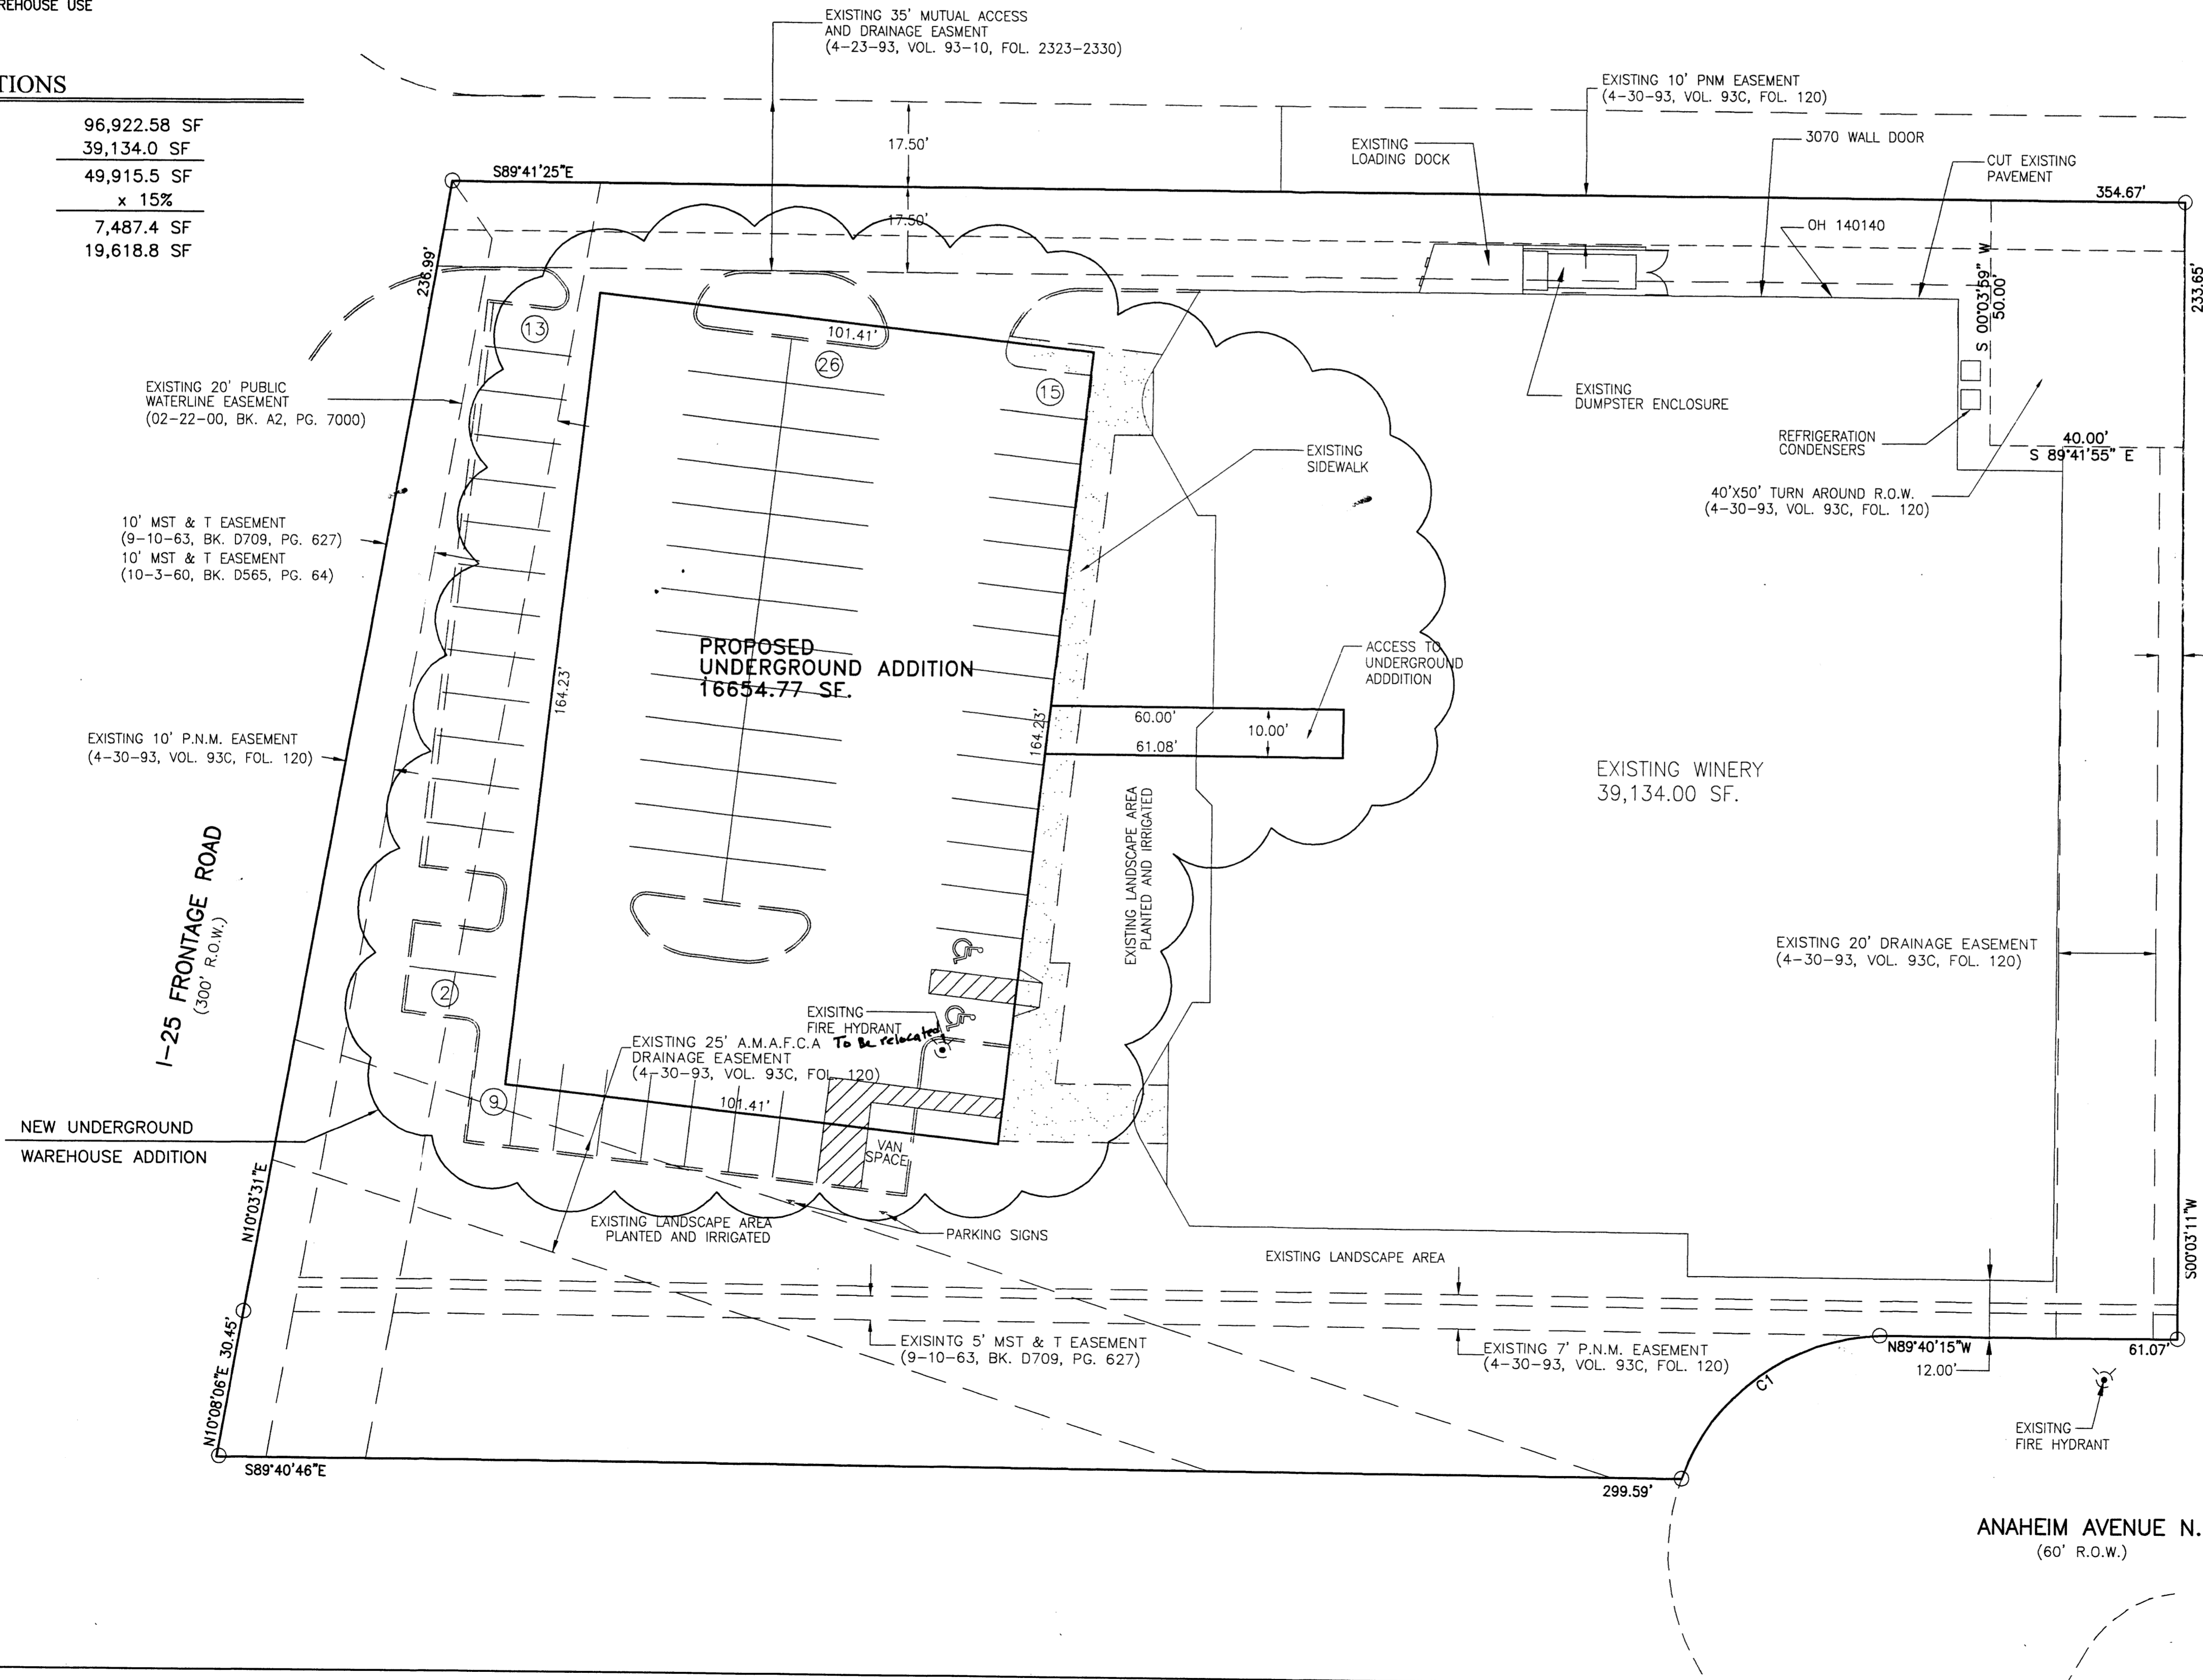 REHOUSE USE
TIONS
96,922.58 SF
39,134.0 SF
49,915.5 SF
x 15%
7,487.4 SF
19,618.8 SF
EXISTING 35' MUTUAL ACCESS
AND DRAINAGE EASMENT
(4-23-93, VOL. 93-10, FOL. 2323-2330)
EXISTING 10' PNM EASEMENT
(4-30-93, VOL. 93C, FOL. 120)
17.50'
17.50'
EXISTING
LOADING DOCK
3070 WALL DOOR
CUT EXISTING
PAVEMENT
S89°41'25"E
354.67'
OH 140140
236.99'
233.65'
S 00°03'59" W
50.00'
13
101.41'
26
15
EXISTING 20' PUBLIC
WATERLINE EASEMENT
(02-22-00, BK. A2, PG. 7000)
EXISTING
DUMPSTER ENCLOSURE
REFRIGERATION
CONDENSERS
40.00'
S 89°41'55" E
EXISTING
SIDEWALK
40'X50' TURN AROUND R.O.W.
(4-30-93, VOL. 93C, FOL. 120)
10' MST & T EASEMENT
(9-10-63, BK. D709, PG. 627)
10' MST & T EASEMENT
(10-3-60, BK. D565, PG. 64)
PROPOSED
UNDERGROUND ADDITION
16654.77 SF.
164.23'
164.23'
ACCESS TO
UNDERGROUND
ADDDITION
60.00'
10.00'
61.08'
EXISTING 10' P.N.M. EASEMENT
(4-30-93, VOL. 93C, FOL. 120)
EXISTING WINERY
39,134.00 SF.
EXISTING LANDSCAPE AREA
PLANTED AND IRRIGATED
I-25 FRONTAGE ROAD
(300' R.O.W.)
EXISTING 20' DRAINAGE EASEMENT
(4-30-93, VOL. 93C, FOL. 120)
2
EXISITNG
FIRE HYDRANT
To Be relocated
EXISTING 25' A.M.A.F.C.A
DRAINAGE EASEMENT
(4-30-93, VOL. 93C, FOL. 120)
9
101.41'
NEW UNDERGROUND
WAREHOUSE ADDITION
VAN
SPACE
N10°03'31"E
EXISTING LANDSCAPE AREA
PLANTED AND IRRIGATED
PARKING SIGNS
EXISTING LANDSCAPE AREA
S00°03'11"W
EXISINTG 5' MST & T EASEMENT
(9-10-63, BK. D709, PG. 627)
EXISTING 7' P.N.M. EASEMENT
(4-30-93, VOL. 93C, FOL. 120)
N89°40'15"W
61.07'
12.00'
C1
N10°08'06"E 30.45'
EXISITNG
FIRE HYDRANT
S89°40'46"E
299.59'
ANAHEIM AVENUE N.
(60' R.O.W.)